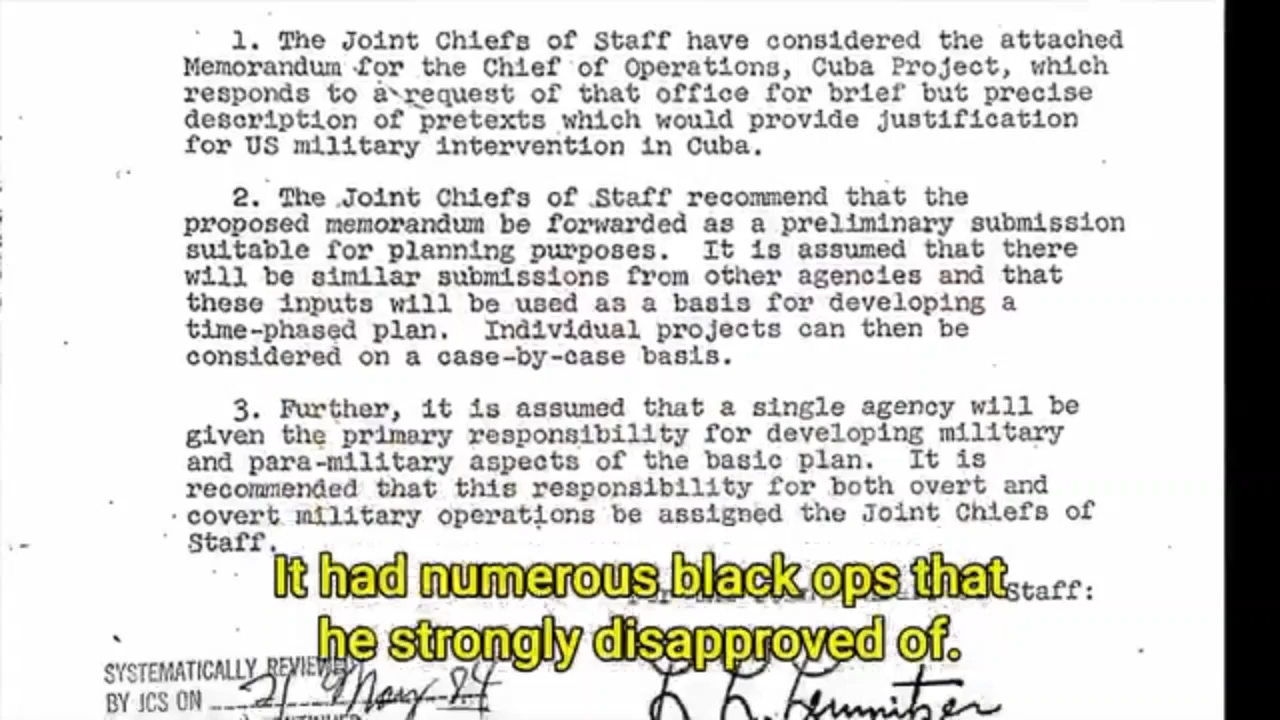 1. The Joint Chiefs of Staff have considered the attached
Memorandum for the Chief of Operations, Cuba Project, which
responds to a request of that office for brief but precise
description of pretexts which would provide justification
for US military intervention in Cuba.
2. The Joint Chiefs of Staff recommend that the
proposed memorandum be forwarded as a preliminary submission
suitable for planning purposes. It is assumed that there
will be similar submissions from other agencies and that
these inputs will be used as a basis for developing a
time-phased plan. Individual projects can then be
considered on a case-by-case basis.
3. Further, it is assumed that a single agency will be
given the primary responsibility for developing military
and para-military aspects of the basic plan. It is
recommended that this responsibility for both overt and
covert military operations be assigned the Joint Chiefs of
Staff.
Staff:
It had numerous black ops that
he strongly disapproved of.
SYSTEMATICALLY REVIEWED
BY JCS ON 21 May 84
L. L. Lemnitzer